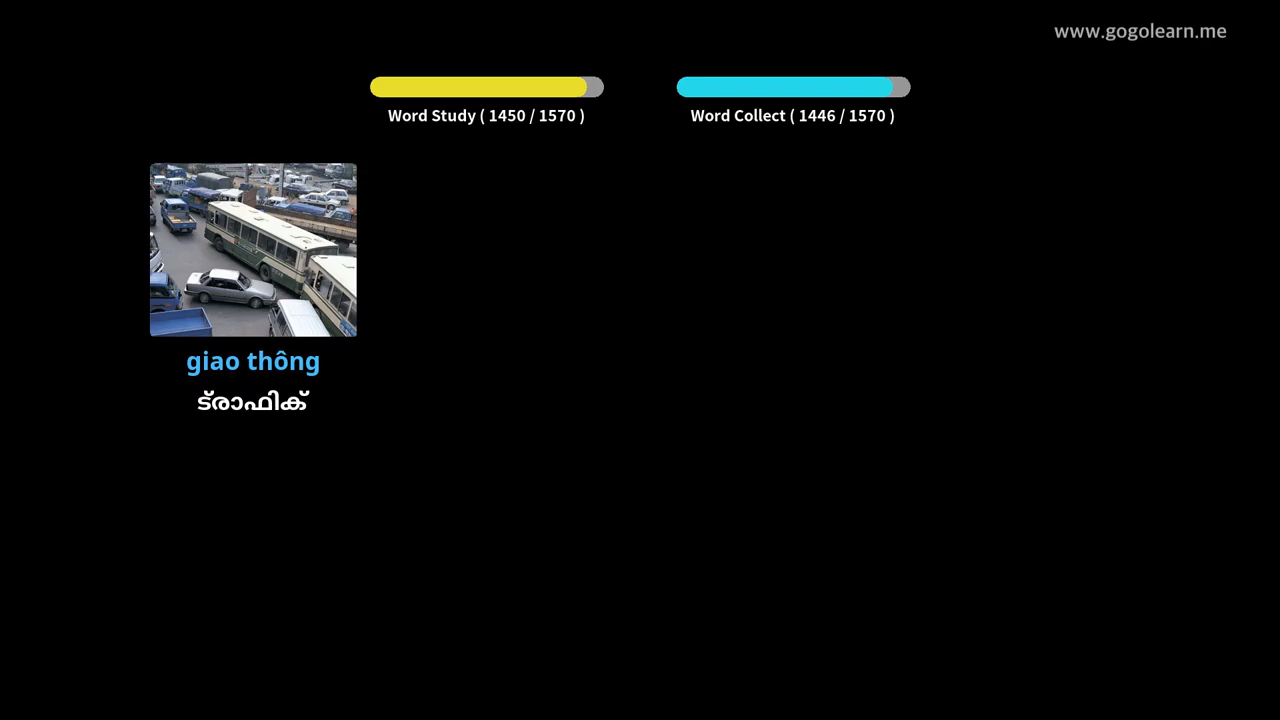 www.gogolearn.me
Word Study ( 1450 / 1570 )
Word Collect ( 1446 / 1570 )
giao thông
ട്രാഫിക്